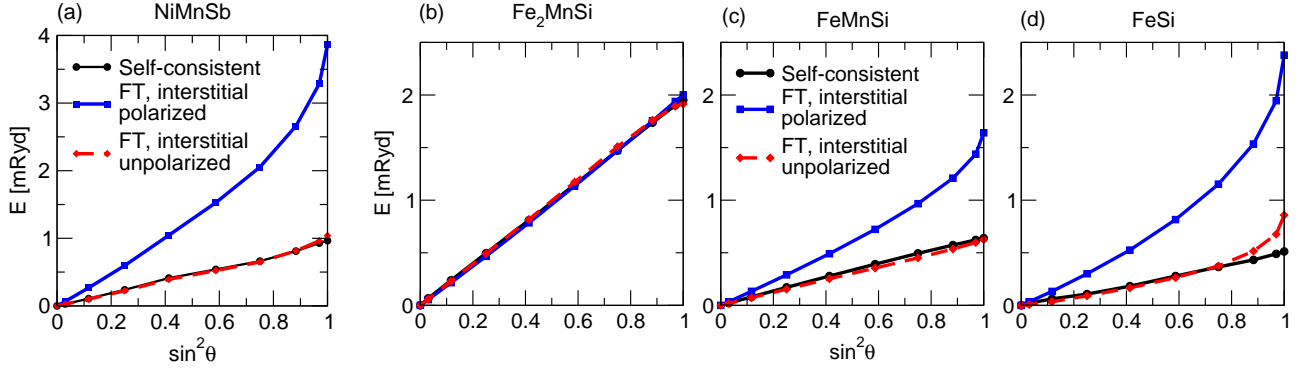 (a) NiMnSb
4
3
2
1
0
E [mRyd]
Self-consistent
FT, interstitial
polarized
FT, interstitial
unpolarized
0 0.2 0.4 0.6 0.8 1
sin²θ
(b) Fe₂MnSi
2
1
0
E [mRyd]
0 0.2 0.4 0.6 0.8 1
(c) FeMnSi
2
1
0
Self-consistent
FT, interstitial
polarized
FT, interstitial
unpolarized
0 0.2 0.4 0.6 0.8 1
sin²θ
(d) FeSi
2
1
0
0 0.2 0.4 0.6 0.8 1